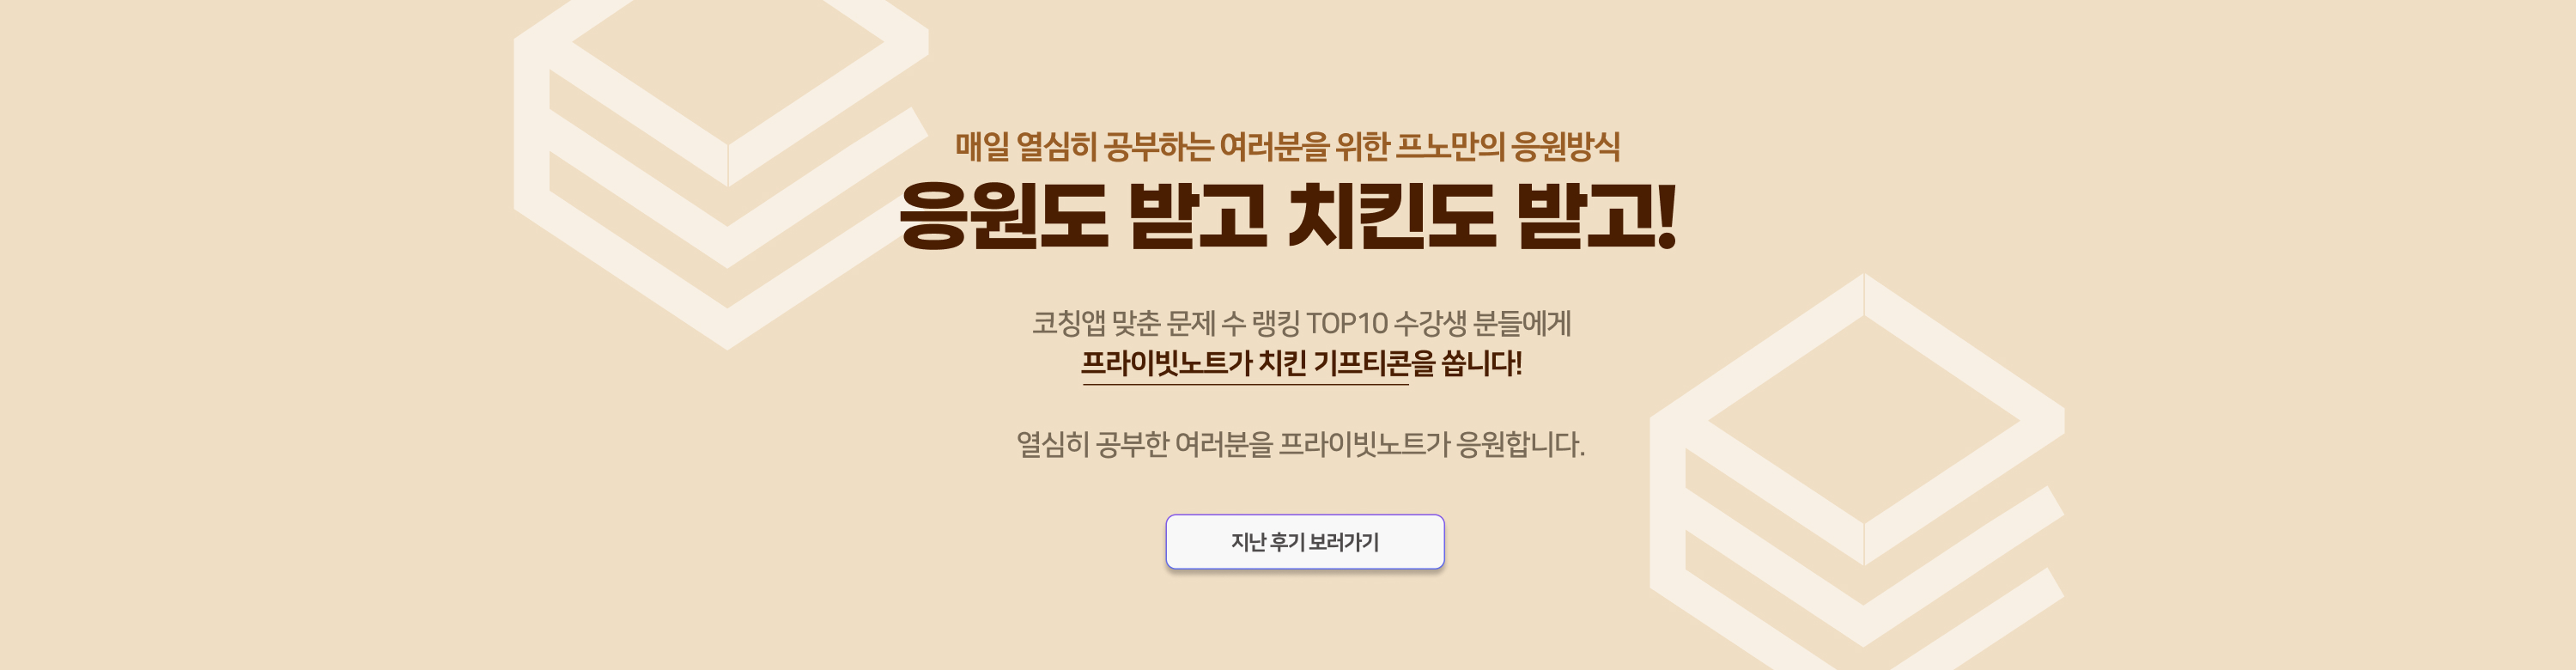 매일 열심히 공부하는 여러분을 위한 프노만의 응원방식
응원도 받고 치킨도 받고!
코칭앱 맞춘 문제 수 랭킹 TOP10 수강생 분들에게
프라이빗노트가 치킨 기프티콘을 쏩니다!
열심히 공부한 여러분을 프라이빗노트가 응원합니다.
지난 후기 보러가기